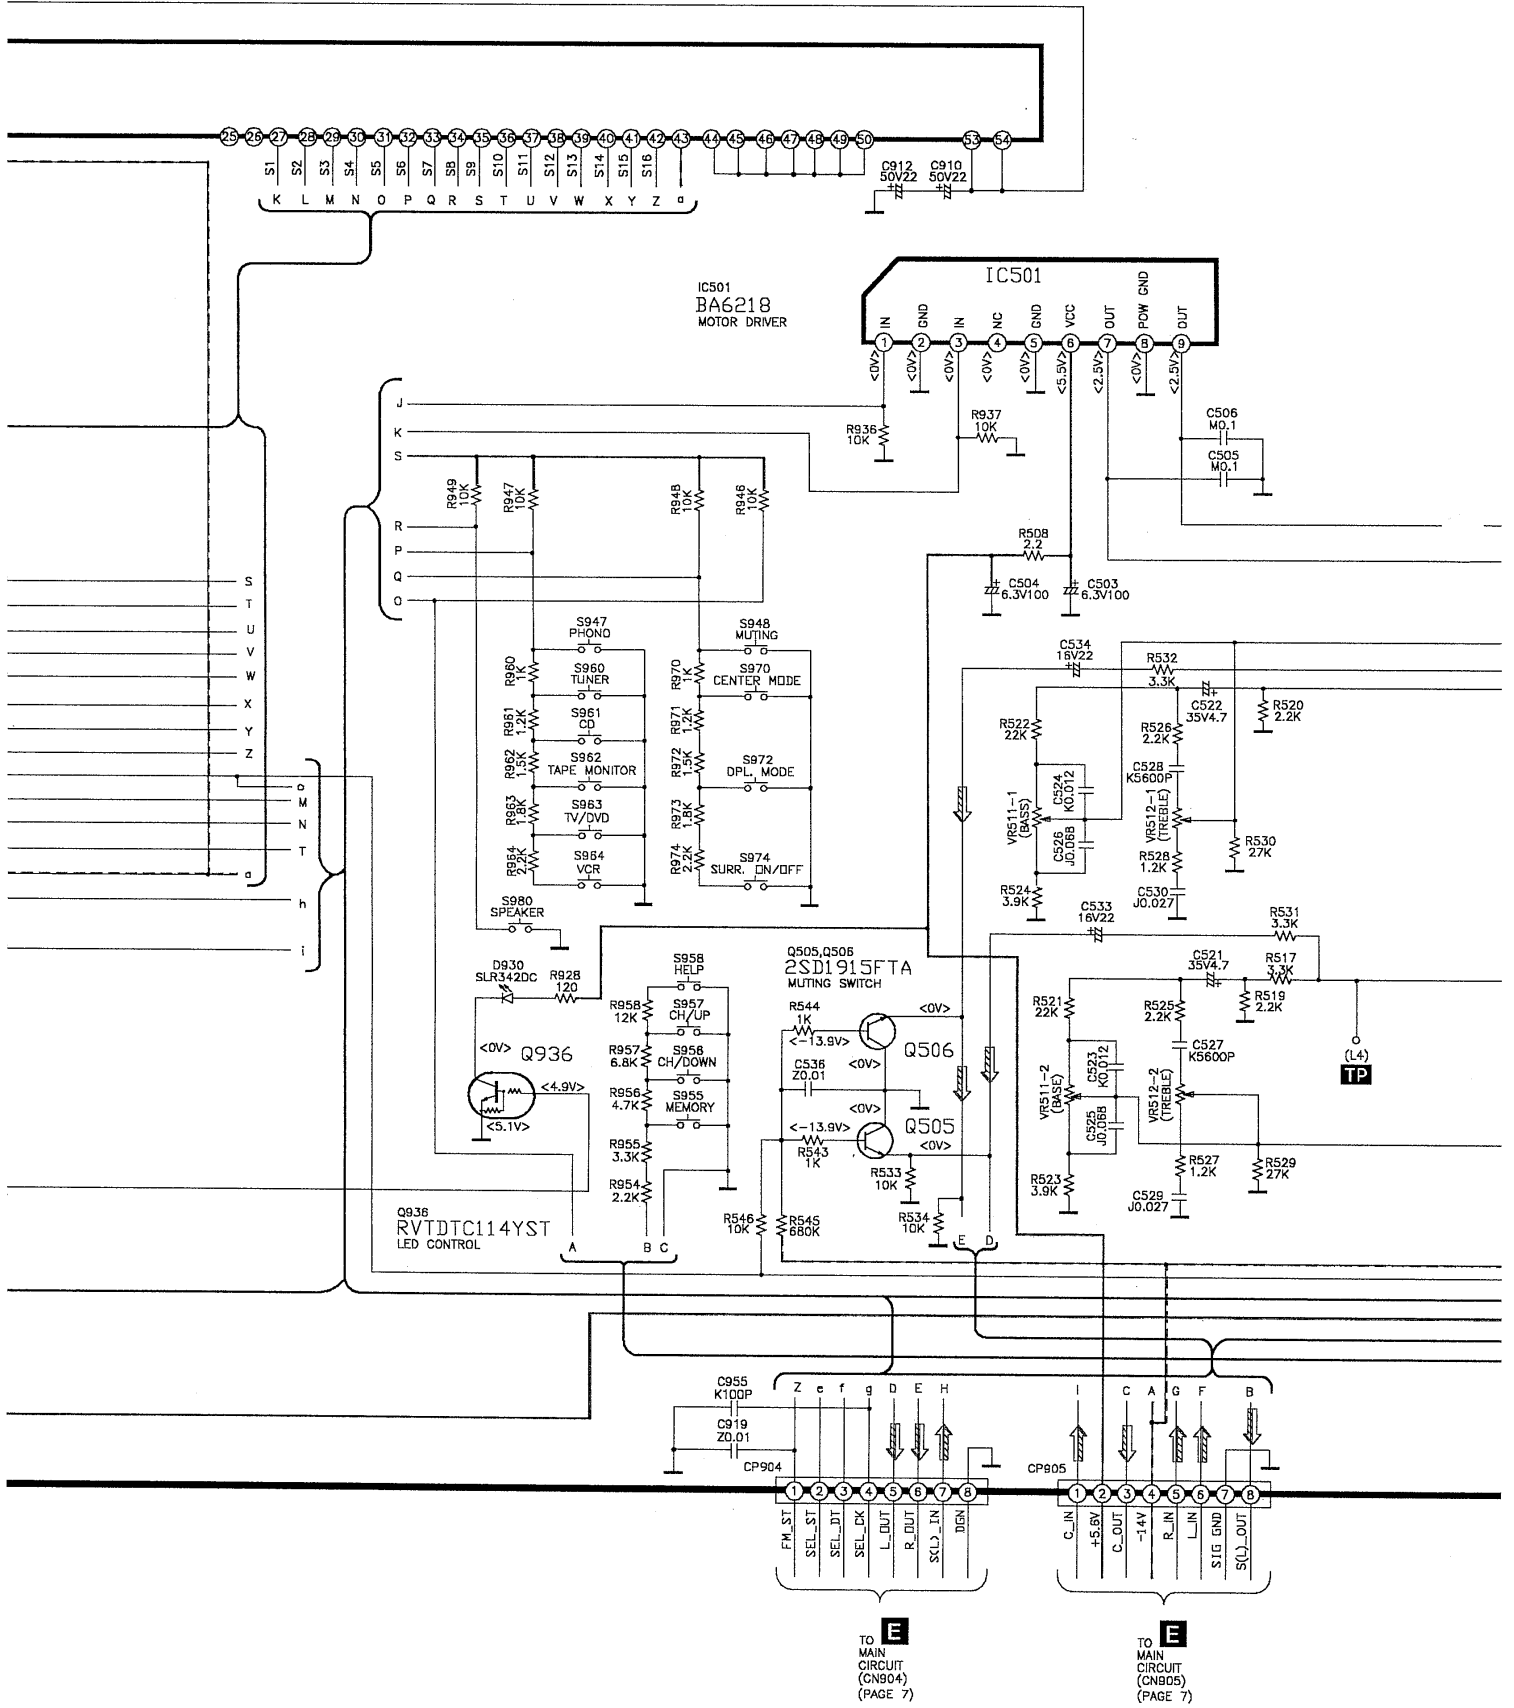 25 26 27 28 29 30 31 32 33 34 35 36 37 38 39 40 41 42 43 44 45 46 47 48 49 50 53 54
S1 S2 S3 S4 S5 S6 S7 S8 S9 S10 S11 S12 S13 S14 S15 S16
K L M N O P Q R S T U V W X Y Z a
C912
50V22
C910
50V22
IC501
BA6218
MOTOR DRIVER
IC501
IN GND IN NC GND VCC OUT POW GND OUT
1 2 3 4 5 6 7 8 9
<0V> <0V> <0V> <0V> <0V> <5.5V> <2.5V> <0V> <2.5V>
J
K
S
R
P
Q
O
R936
10K
R937
10K
C506
M0.1
C505
M0.1
R949
10K
R947
10K
R948
10K
R946
10K
R508
2.2
C504
6.3V100
C503
6.3V100
S
T
U
V
W
X
Y
Z
M
N
T
a
h
i
S947
PHONO
R960
1K
S960
TUNER
R961
1.2K
S961
CD
R962
1.5K
S962
TAPE MONITOR
R963
1.8K
S963
TV/DVD
R964
2.2K
S964
VCR
S948
MUTING
R970
1K
S970
CENTER MODE
R971
1.2K
R972
1.5K
S972
DPL. MODE
R973
1.8K
R974
2.2K
S974
SURR. ON/OFF
C534
16V22
R532
3.3K
C522
35V4.7
R520
2.2K
R522
22K
R526
2.2K
C528
K5600P
C524
K0.012
VR511-1
(BASS)
C526
J0.068
VR512-1
(TREBLE)
R530
27K
R528
1.2K
R524
3.9K
C530
J0.027
S980
SPEAKER
C533
16V22
R531
3.3K
D930
SLR342DC
R928
120
S958
HELP
R958
12K
S957
CH/UP
R957
6.8K
S956
CH/DOWN
R956
4.7K
S955
MEMORY
R955
3.3K
R954
2.2K
Q505,Q506
2SD1915FTA
MUTING SWITCH
R544
1K
<0V>
<-13.9V>
Q506
<0V>
C536
Z0.01
<0V>
Q505
<-13.9V>
<0V>
R543
1K
R533
10K
C521
35V4.7
R517
3.3K
R519
2.2K
R521
22K
R525
2.2K
C527
K5600P
(L4)
TP
C523
K0.012
VR511-2
(BASE)
C525
J0.068
VR512-2
(TREBLE)
R527
1.2K
R529
27K
R523
3.9K
C529
J0.027
<0V>
Q936
<4.9V>
<5.1V>
Q936
RVTDTC114YST
LED CONTROL
A B C
R546
10K
R545
680K
R534
10K
E D
C955
K100P
C919
Z0.01
CP904
Z e f g D E H
1 2 3 4 5 6 7 8
FM_ST SEL_ST SEL_DT SEL_CK L_OUT R_OUT S(L)_IN DGN
CP905
I C A G F B
1 2 3 4 5 6 7 8
C_IN +5.6V C_OUT -14V R_IN L_IN SIG GND S(L)_OUT
TO E
MAIN
CIRCUIT
(CN904)
(PAGE 7)
TO E
MAIN
CIRCUIT
(CN905)
(PAGE 7)